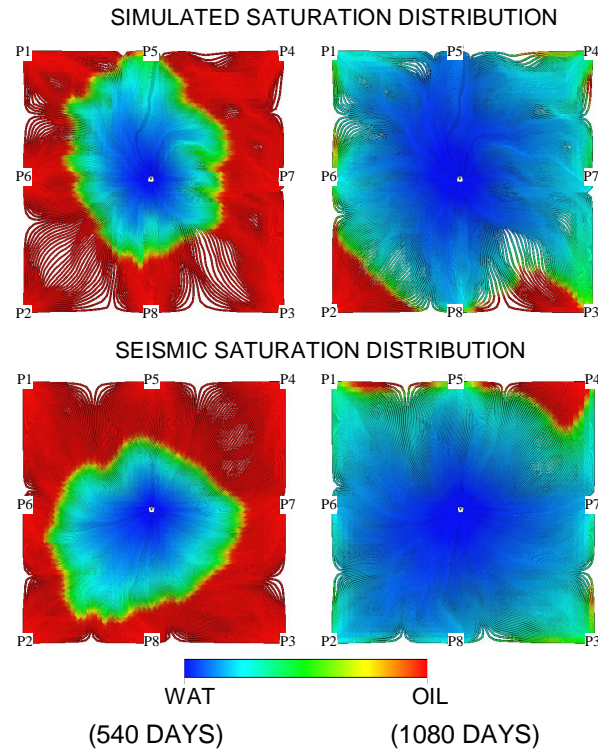 SIMULATED SATURATION DISTRIBUTION
P1 P5 P4 P1 P5 P4
P6 P7 P6 P7
P2 P8 P3 P2 P8 P3
SEISMIC SATURATION DISTRIBUTION
P1 P5 P4 P1 P5 P4
P6 P7 P6 P7
P2 P8 P3 P2 P8 P3
WAT OIL
(540 DAYS) (1080 DAYS)